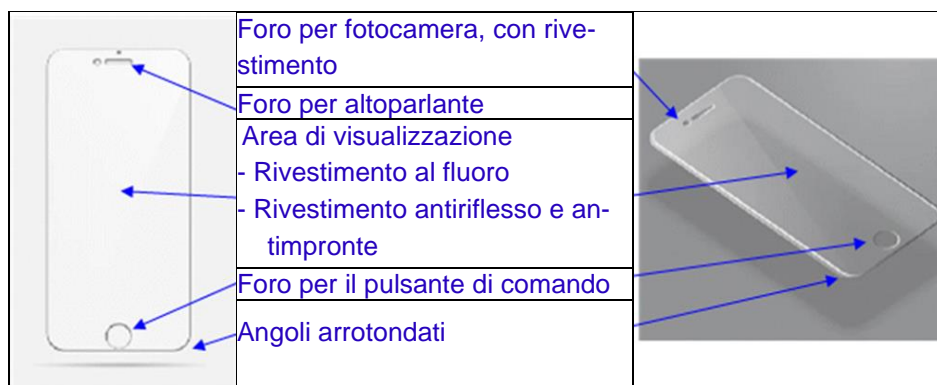 Foro per fotocamera, con rive-
stimento
Foro per altoparlante
Area di visualizzazione
- Rivestimento al fluoro
- Rivestimento antiriflesso e an-
timpronte
Foro per il pulsante di comando
Angoli arrotondati